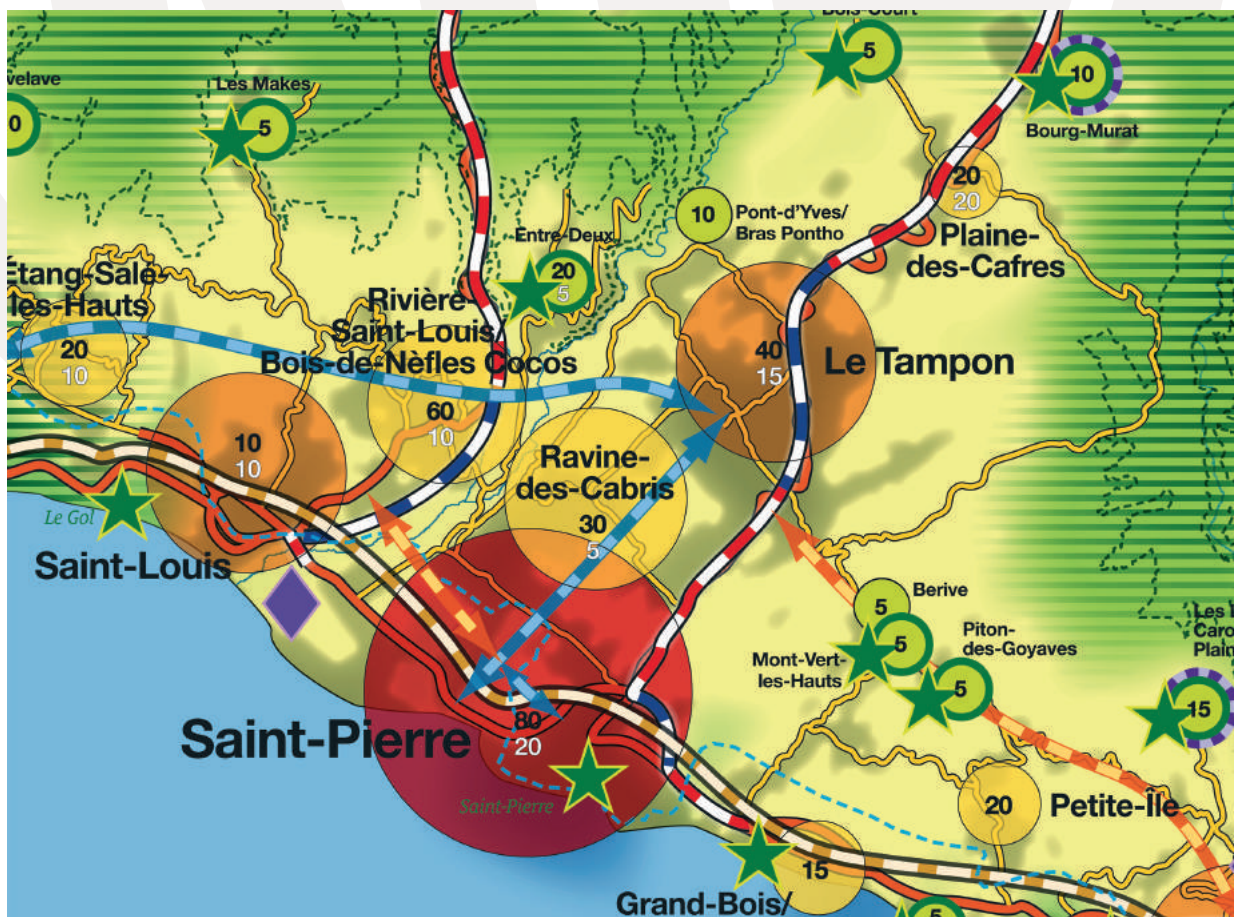 Bois-Court
5
velave
0
Les Makes
5
10
Bourg-Murat
20
20
Plaine-
des-Cafres
10
Pont-d'Yves/
Bras Pontho
Entre-Deux
20
5
Étang-Salé-
les-Hauts
20
10
Rivière-
Saint-Louis/
Bois-de-Nèfles Cocos
60
10
40
15
Le Tampon
10
10
Ravine-
des-Cabris
30
5
Le Gol
Saint-Louis
5
Berive
5
Mont-Vert-
les-Hauts
Piton-
des-Goyaves
5
Les
Caro
Plain
15
Saint-Pierre
80
20
Saint-Pierre
20
Petite-Île
15
Grand-Bois/
5